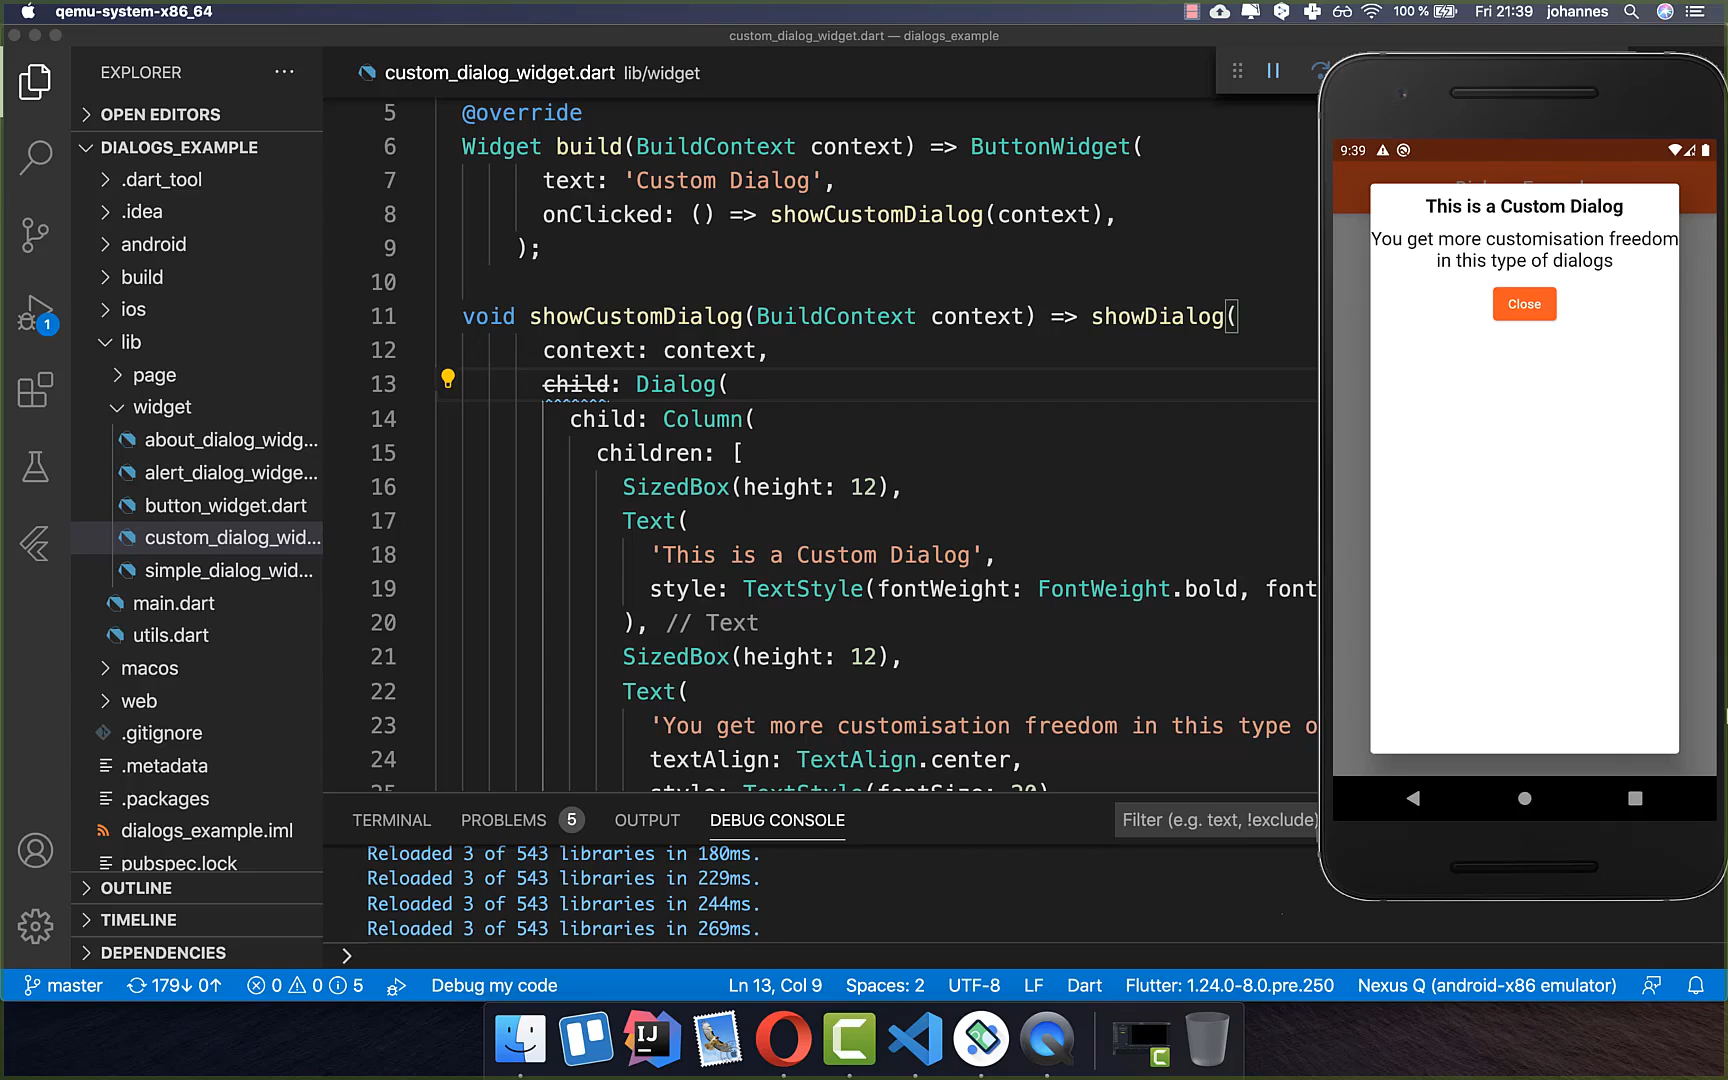 qemu-system-x86_64
100 %
Fri 21:39
johannes
custom_dialog_widget.dart — dialogs_example
EXPLORER
OPEN EDITORS
DIALOGS_EXAMPLE
.dart_tool
.idea
android
build
ios
lib
page
widget
about_dialog_widg...
alert_dialog_widge...
button_widget.dart
custom_dialog_wid...
simple_dialog_wid...
main.dart
utils.dart
macos
web
.gitignore
.metadata
.packages
dialogs_example.iml
pubspec.lock
OUTLINE
TIMELINE
DEPENDENCIES
1
custom_dialog_widget.dart lib/widget
5 @override
6 Widget build(BuildContext context) => ButtonWidget(
7 text: 'Custom Dialog',
8 onClicked: () => showCustomDialog(context),
9 );
10
11 void showCustomDialog(BuildContext context) => showDialog(
12 context: context,
13 child: Dialog(
14 child: Column(
15 children: [
16 SizedBox(height: 12),
17 Text(
18 'This is a Custom Dialog',
19 style: TextStyle(fontWeight: FontWeight.bold, font
20 ), // Text
21 SizedBox(height: 12),
22 Text(
23 'You get more customisation freedom in this type o
24 textAlign: TextAlign.center,
25 style: TextStyle(fontSize: 20)
TERMINAL
PROBLEMS 5
OUTPUT
DEBUG CONSOLE
Filter (e.g. text, !exclude)
Reloaded 3 of 543 libraries in 180ms.
Reloaded 3 of 543 libraries in 229ms.
Reloaded 3 of 543 libraries in 244ms.
Reloaded 3 of 543 libraries in 269ms.
9:39
This is a Custom Dialog
You get more customisation freedom
in this type of dialogs
Close
master
179↓ 0↑
0 0 5
Debug my code
Ln 13, Col 9
Spaces: 2
UTF-8
LF
Dart
Flutter: 1.24.0-8.0.pre.250
Nexus Q (android-x86 emulator)
IJ